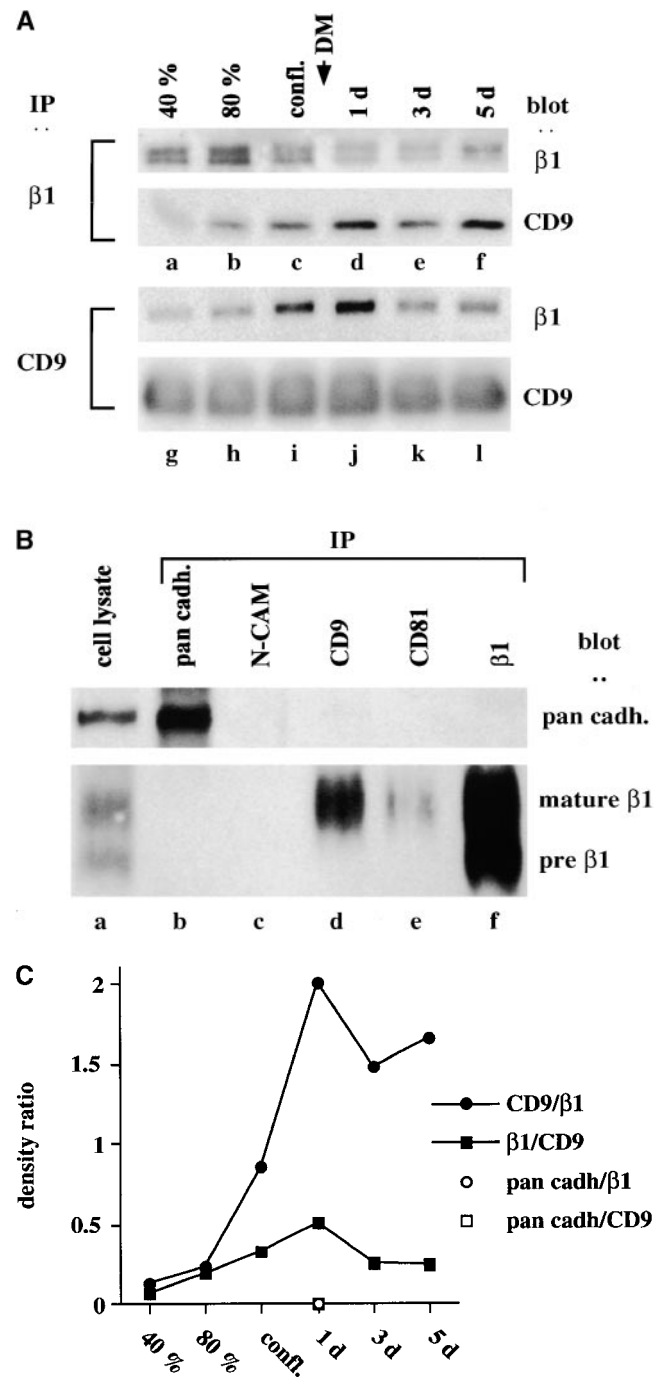 A
DM
IP
40 %
80 %
confl.
1 d
3 d
5 d
blot
..
..
β1
β1
CD9
a b c d e f
CD9
β1
CD9
g h i j k l
B
IP
cell lysate
pan cadh.
N-CAM
CD9
CD81
β1
blot
..
pan cadh.
mature β1
pre β1
a b c d e f
C
2
1.5
1
0.5
0
density ratio
CD9/β1
β1/CD9
pan cadh/β1
pan cadh/CD9
40 %
80 %
confl.
1 d
3 d
5 d